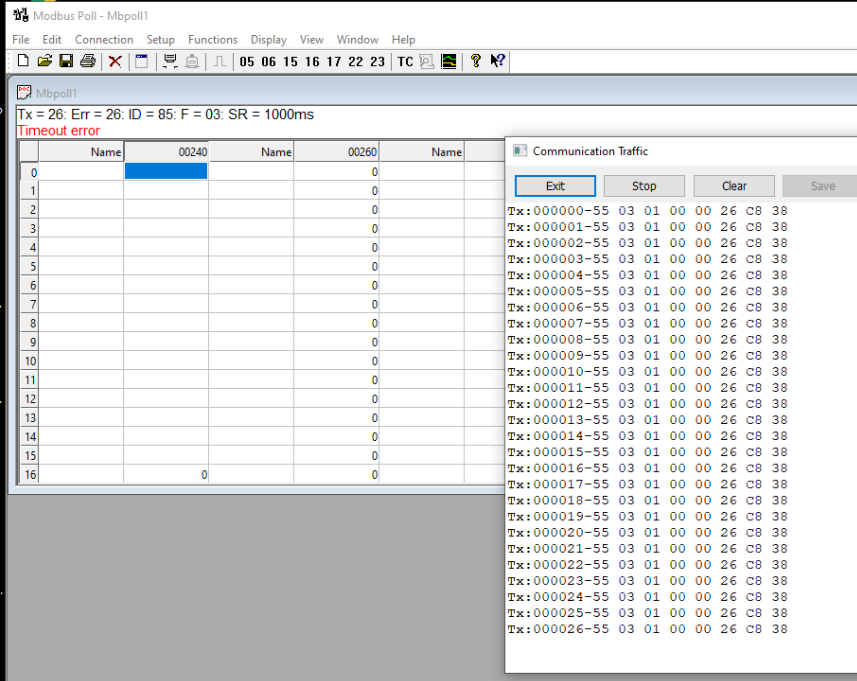 Modbus Poll - Mbpoll1
File Edit Connection Setup Functions Display View Window Help
05 06 15 16 17 22 23 TC
Mbpoll1
Tx = 26: Err = 26: ID = 85: F = 03: SR = 1000ms
Timeout error
Name 00240 Name 00260 Name
0 0
1 0
2 0
3 0
4 0
5 0
6 0
7 0
8 0
9 0
10 0
11 0
12 0
13 0
14 0
15 0
16 0 0
Communication Traffic
Exit Stop Clear Save
Tx:000000-55 03 01 00 00 26 C8 38
Tx:000001-55 03 01 00 00 26 C8 38
Tx:000002-55 03 01 00 00 26 C8 38
Tx:000003-55 03 01 00 00 26 C8 38
Tx:000004-55 03 01 00 00 26 C8 38
Tx:000005-55 03 01 00 00 26 C8 38
Tx:000006-55 03 01 00 00 26 C8 38
Tx:000007-55 03 01 00 00 26 C8 38
Tx:000008-55 03 01 00 00 26 C8 38
Tx:000009-55 03 01 00 00 26 C8 38
Tx:000010-55 03 01 00 00 26 C8 38
Tx:000011-55 03 01 00 00 26 C8 38
Tx:000012-55 03 01 00 00 26 C8 38
Tx:000013-55 03 01 00 00 26 C8 38
Tx:000014-55 03 01 00 00 26 C8 38
Tx:000015-55 03 01 00 00 26 C8 38
Tx:000016-55 03 01 00 00 26 C8 38
Tx:000017-55 03 01 00 00 26 C8 38
Tx:000018-55 03 01 00 00 26 C8 38
Tx:000019-55 03 01 00 00 26 C8 38
Tx:000020-55 03 01 00 00 26 C8 38
Tx:000021-55 03 01 00 00 26 C8 38
Tx:000022-55 03 01 00 00 26 C8 38
Tx:000023-55 03 01 00 00 26 C8 38
Tx:000024-55 03 01 00 00 26 C8 38
Tx:000025-55 03 01 00 00 26 C8 38
Tx:000026-55 03 01 00 00 26 C8 38